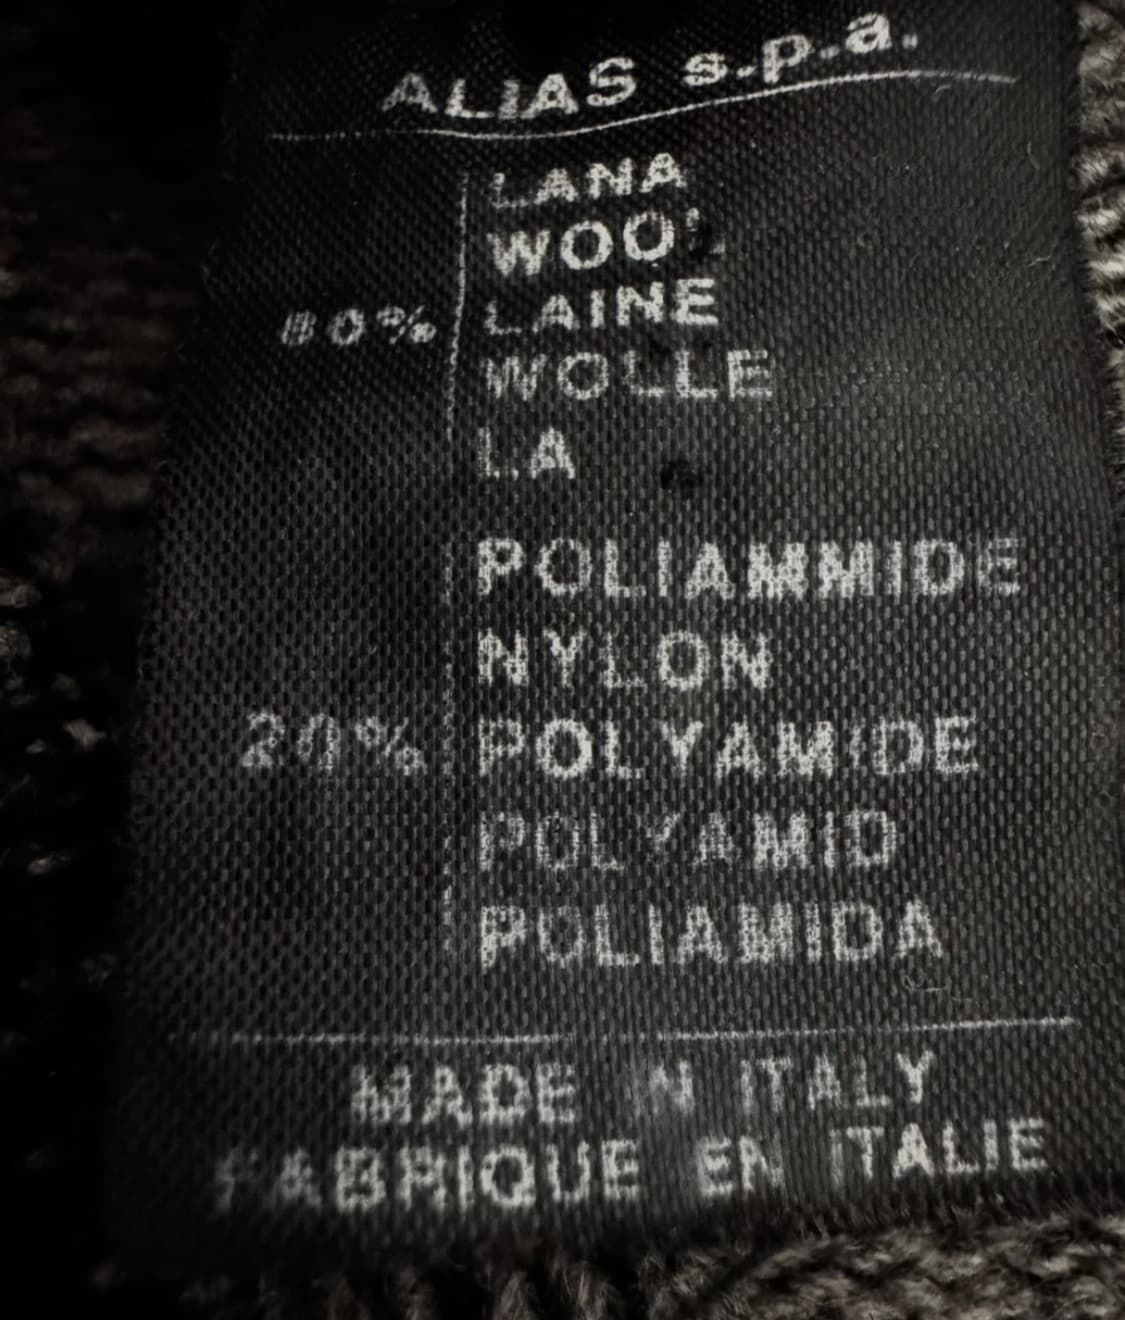 ALIAS s.p.a.
LANA
WOOL
80% LAINE
WOLLE
LA
POLIAMMIDE
NYLON
20% POLYAMIDE
POLYAMID
POLIAMIDA
MADE IN ITALY
FABRIQUE EN ITALIE